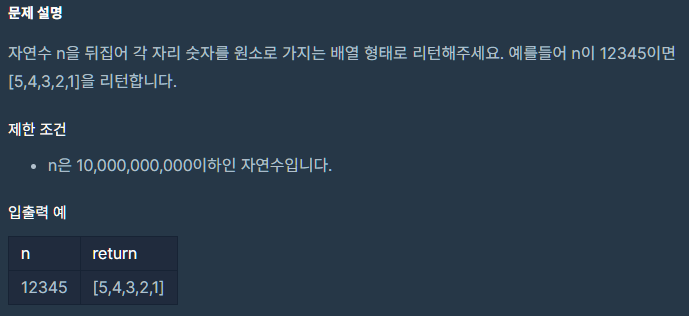 문제 설명
자연수 n을 뒤집어 각 자리 숫자를 원소로 가지는 배열 형태로 리턴해주세요. 예를들어 n이 12345이면
[5,4,3,2,1]을 리턴합니다.
제한 조건
• n은 10,000,000,000이하인 자연수입니다.
입출력 예
n return
12345 [5,4,3,2,1]